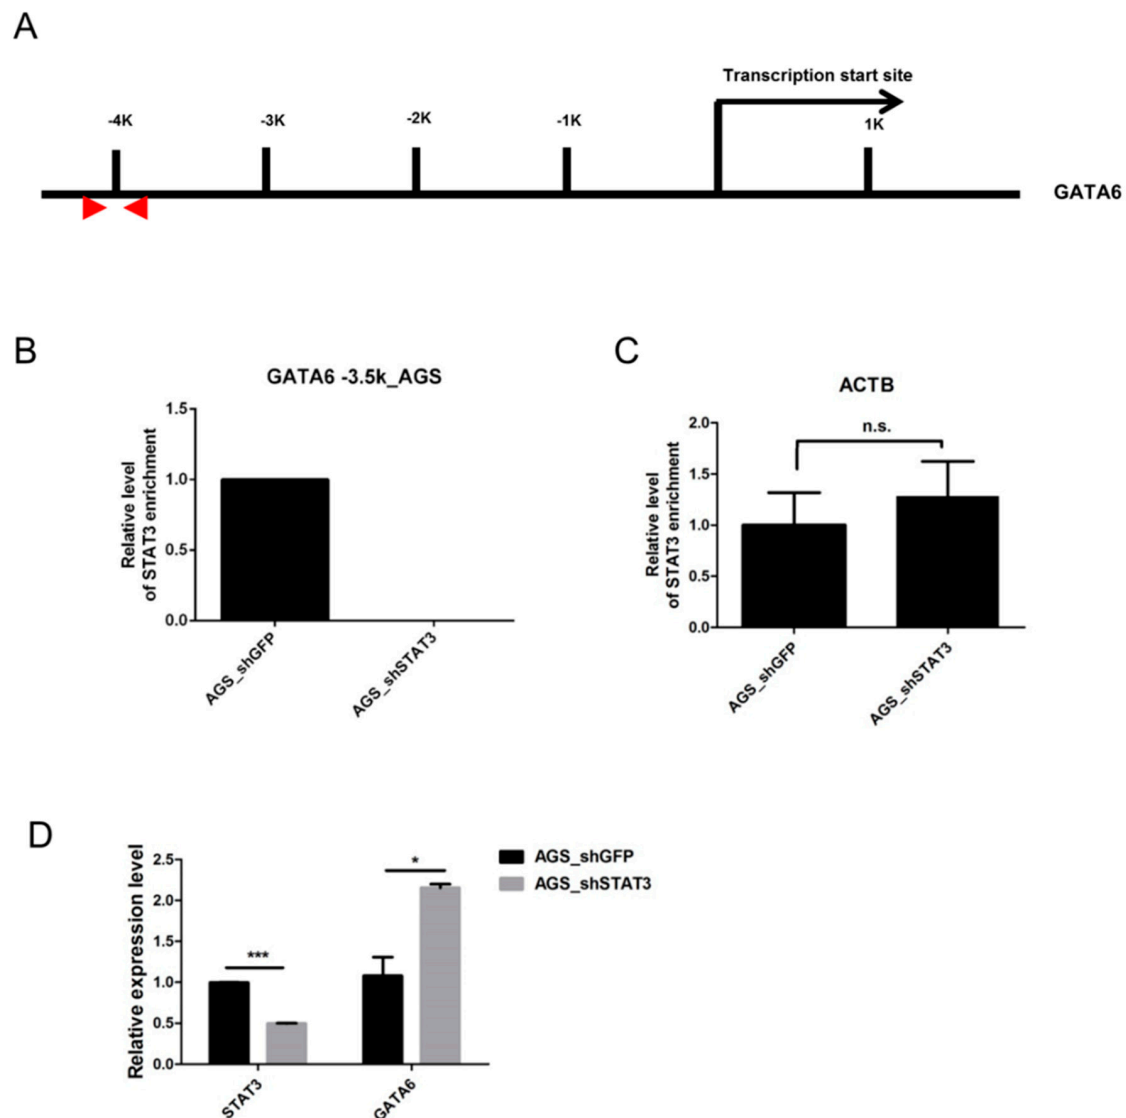 A
Transcription start site
-4K
-3K
-2K
-1K
1K
GATA6
B
GATA6 -3.5k_AGS
Relative level
of STAT3 enrichment
1.5
1.0
0.5
0.0
AGS_shGFP
AGS_shSTAT3
C
ACTB
n.s.
Relative level
of STAT3 enrichment
2.0
1.5
1.0
0.5
0.0
AGS_shGFP
AGS_shSTAT3
D
Relative expression level
2.5
2.0
1.5
1.0
0.5
0.0
***
*
STAT3
GATA6
AGS_shGFP
AGS_shSTAT3